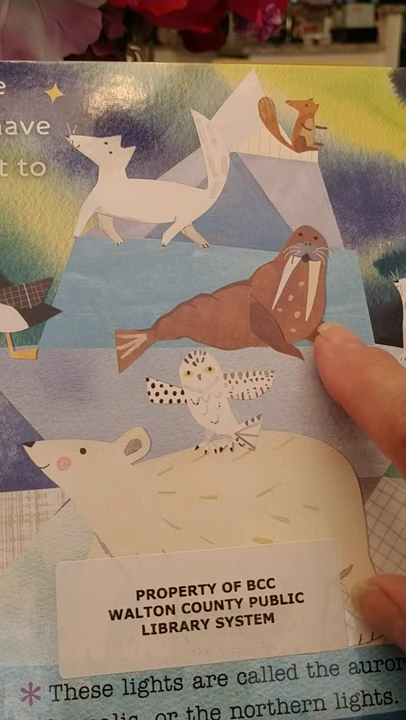 have
t to
PROPERTY OF BCC
WALTON COUNTY PUBLIC
LIBRARY SYSTEM
* These lights are called the auror
or the northern lights.